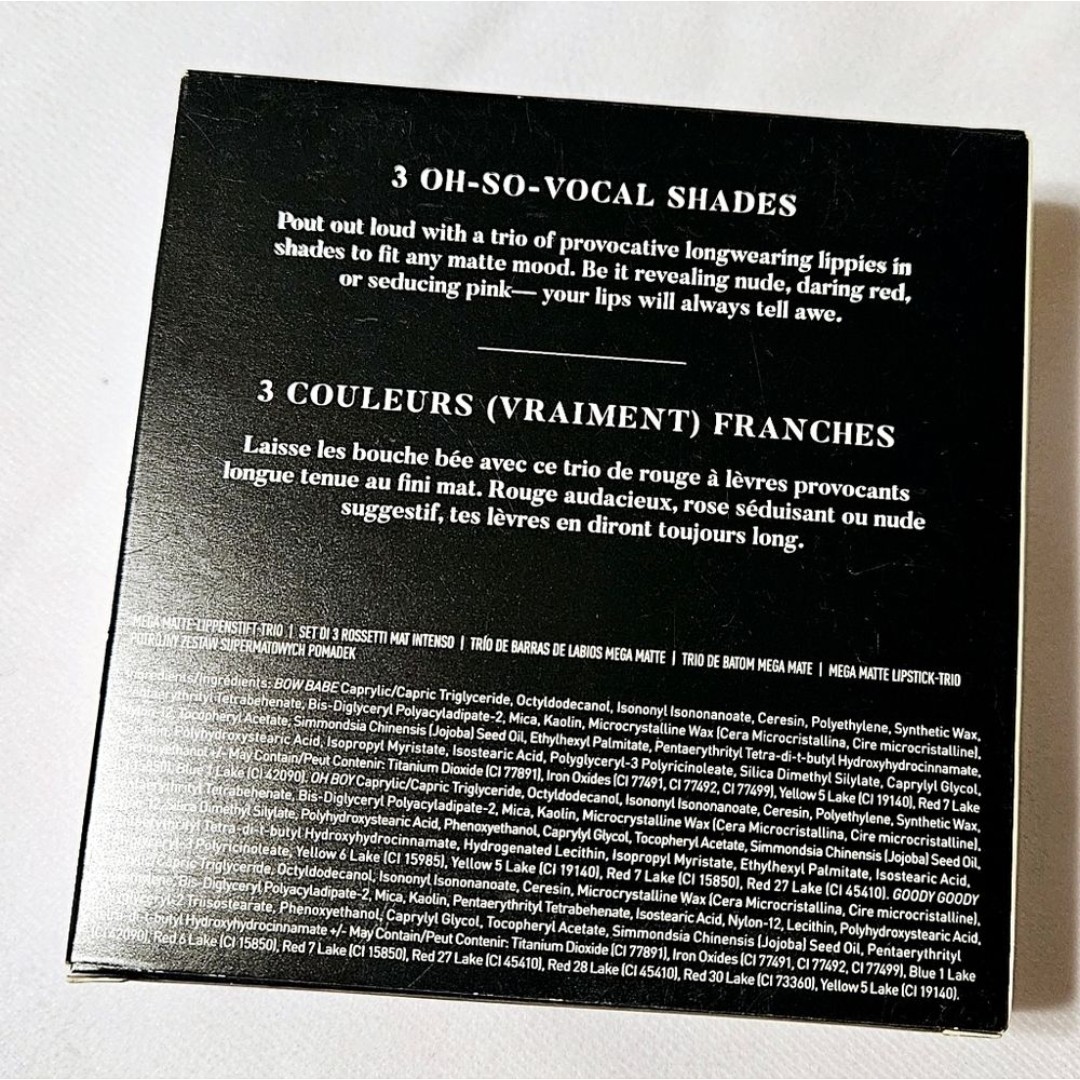 3 OH-SO-VOCAL SHADES
Pout out loud with a trio of provocative longwearing lippies in
shades to fit any matte mood. Be it revealing nude, daring red,
or seducing pink— your lips will always tell awe.
3 COULEURS (VRAIMENT) FRANCHES
Laisse les bouche bée avec ce trio de rouge à lèvres provocants
longue tenue au fini mat. Rouge audacieux, rose séduisant ou nude
suggestif, tes lèvres en diront toujours long.
MEGA MATTE-LIPPENSTIFT-TRIO | SET DI 3 ROSSETTI MAT INTENSO | TRÍO DE BARRAS DE LABIOS MEGA MATTE | TRIO DE BATOM MEGA MATE | MEGA MATTE LIPSTICK-TRIO
POTRÓJNY ZESTAW SUPERMATOWYCH POMADEK
Ingredients/Ingrédients: BOW BABE Caprylic/Capric Triglyceride, Octyldodecanol, Isononyl Isononanoate, Ceresin, Polyethylene, Synthetic Wax,
Tetrabehenate, Bis-Diglyceryl Polyacyladipate-2, Mica, Kaolin, Microcrystalline Wax (Cera Microcristallina, Cire microcristalline),
Tocopheryl Acetate, Simmondsia Chinensis (Jojoba) Seed Oil, Ethylhexyl Palmitate, Pentaerythrityl Tetra-di-t-butyl Hydroxyhydrocinnamate,
Polyhydroxystearic Acid, Isopropyl Myristate, Isostearic Acid, Polyglyceryl-3 Polyricinoleate, Silica Dimethyl Silylate, Caprylyl Glycol,
+/- May Contain/Peut Contenir: Titanium Dioxide (CI 77891), Iron Oxides (CI 77491, CI 77492, CI 77499), Yellow 5 Lake (CI 19140), Red 7 Lake
Blue 1 Lake (CI 42090). OH BOY Caprylic/Capric Triglyceride, Octyldodecanol, Isononyl Isononanoate, Ceresin, Polyethylene, Synthetic Wax,
Tetrabehenate, Bis-Diglyceryl Polyacyladipate-2, Mica, Kaolin, Microcrystalline Wax (Cera Microcristallina, Cire microcristalline),
Silica Dimethyl Silylate, Polyhydroxystearic Acid, Phenoxyethanol, Caprylyl Glycol, Tocopheryl Acetate, Simmondsia Chinensis (Jojoba) Seed Oil,
Tetra-di-t-butyl Hydroxyhydrocinnamate, Hydrogenated Lecithin, Isopropyl Myristate, Ethylhexyl Palmitate, Isostearic Acid,
Polyricinoleate, Yellow 6 Lake (CI 15985), Yellow 5 Lake (CI 19140), Red 7 Lake (CI 15850), Red 27 Lake (CI 45410). GOODY GOODY
Triglyceride, Octyldodecanol, Isononyl Isononanoate, Ceresin, Microcrystalline Wax (Cera Microcristallina, Cire microcristalline),
Bis-Diglyceryl Polyacyladipate-2, Mica, Kaolin, Pentaerythrityl Tetrabehenate, Isostearic Acid, Nylon-12, Lecithin, Polyhydroxystearic Acid,
Triisostearate, Phenoxyethanol, Caprylyl Glycol, Tocopheryl Acetate, Simmondsia Chinensis (Jojoba) Seed Oil, Pentaerythrityl
Tetra-di-t-butyl Hydroxyhydrocinnamate +/- May Contain/Peut Contenir: Titanium Dioxide (CI 77891), Iron Oxides (CI 77491, CI 77492, CI 77499), Blue 1 Lake
(CI 42090), Red 6 Lake (CI 15850), Red 7 Lake (CI 15850), Red 27 Lake (CI 45410), Red 28 Lake (CI 45410), Red 30 Lake (CI 73360), Yellow 5 Lake (CI 19140).